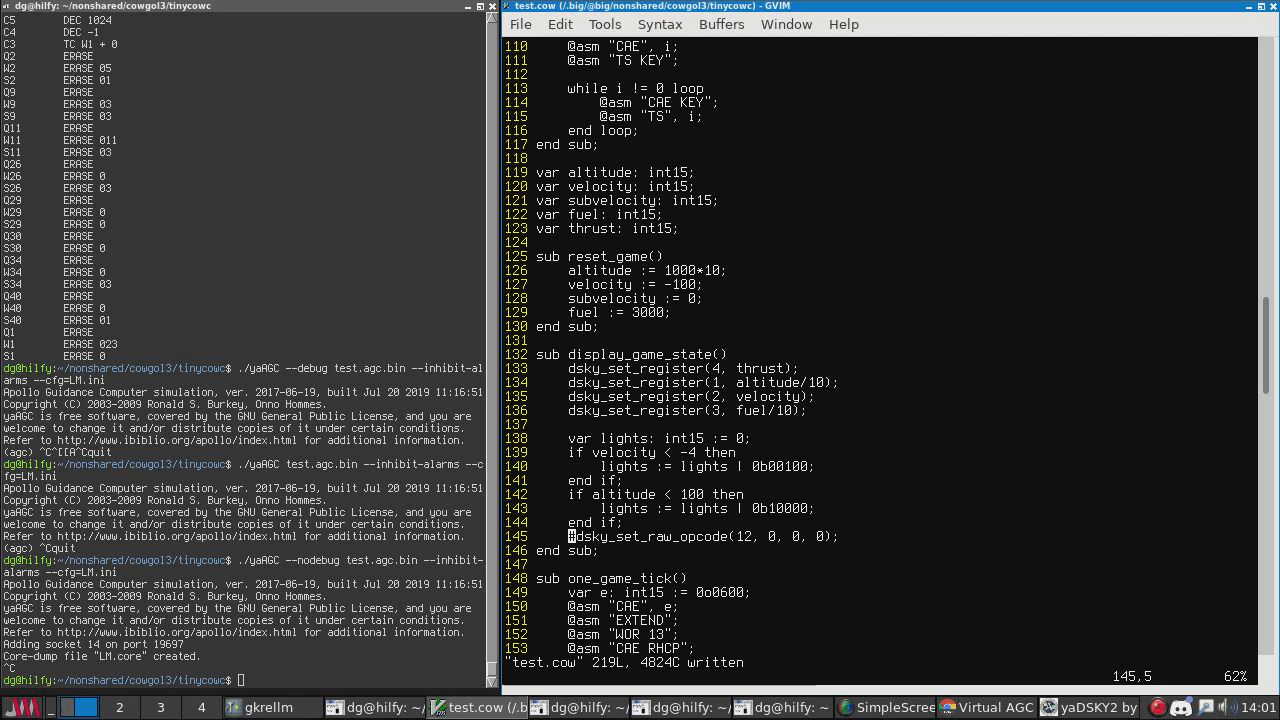 dg@hilfy: ~/nonshared/cowgol3/tinycowc
C5 DEC 1024
C4 DEC -1
C3 TC W1 + 0
Q2 ERASE
W2 ERASE 05
S2 ERASE 01
Q9 ERASE
W9 ERASE 03
S9 ERASE 03
Q11 ERASE
W11 ERASE 011
S11 ERASE 03
Q26 ERASE
W26 ERASE 0
S26 ERASE 03
Q29 ERASE
W29 ERASE 0
S29 ERASE 0
Q30 ERASE
S30 ERASE 0
Q34 ERASE
W34 ERASE 0
S34 ERASE 03
Q40 ERASE
W40 ERASE 0
S40 ERASE 01
Q1 ERASE
W1 ERASE 023
S1 ERASE 0
dg@hilfy:~/nonshared/cowgol3/tinycowc$ ./yaAGC --debug test.agc.bin --inhibit-al
arms --cfg=LM.ini
Apollo Guidance Computer simulation, ver. 2017-06-19, built Jul 20 2019 11:16:51
Copyright (C) 2003-2009 Ronald S. Burkey, Onno Hommes.
yaAGC is free software, covered by the GNU General Public License, and you are
welcome to change it and/or distribute copies of it under certain conditions.
Refer to http://www.ibiblio.org/apollo/index.html for additional information.
(agc) ^C^[[A^Cquit
dg@hilfy:~/nonshared/cowgol3/tinycowc$ ./yaAGC test.agc.bin --inhibit-alarms --c
fg=LM.ini
Apollo Guidance Computer simulation, ver. 2017-06-19, built Jul 20 2019 11:16:51
Copyright (C) 2003-2009 Ronald S. Burkey, Onno Hommes.
yaAGC is free software, covered by the GNU General Public License, and you are
welcome to change it and/or distribute copies of it under certain conditions.
Refer to http://www.ibiblio.org/apollo/index.html for additional information.
(agc) ^Cquit
dg@hilfy:~/nonshared/cowgol3/tinycowc$ ./yaAGC --nodebug test.agc.bin --inhibit-
alarms --cfg=LM.ini
Apollo Guidance Computer simulation, ver. 2017-06-19, built Jul 20 2019 11:16:51
Copyright (C) 2003-2009 Ronald S. Burkey, Onno Hommes.
yaAGC is free software, covered by the GNU General Public License, and you are
welcome to change it and/or distribute copies of it under certain conditions.
Refer to http://www.ibiblio.org/apollo/index.html for additional information.
Adding socket 14 on port 19697
Core-dump file "LM.core" created.
^C
dg@hilfy:~/nonshared/cowgol3/tinycowc$
test.cow (/.big/@big/nonshared/cowgol3/tinycowc) - GVIM
File Edit Tools Syntax Buffers Window Help
110 @asm "CAE", i;
111 @asm "TS KEY";
112
113 while i != 0 loop
114 @asm "CAE KEY";
115 @asm "TS", i;
116 end loop;
117 end sub;
118
119 var altitude: int15;
120 var velocity: int15;
121 var subvelocity: int15;
122 var fuel: int15;
123 var thrust: int15;
124
125 sub reset_game()
126 altitude := 1000*10;
127 velocity := -100;
128 subvelocity := 0;
129 fuel := 3000;
130 end sub;
131
132 sub display_game_state()
133 dsky_set_register(4, thrust);
134 dsky_set_register(1, altitude/10);
135 dsky_set_register(2, velocity);
136 dsky_set_register(3, fuel/10);
137
138 var lights: int15 := 0;
139 if velocity < -4 then
140 lights := lights | 0b00100;
141 end if;
142 if altitude < 100 then
143 lights := lights | 0b10000;
144 end if;
145 #dsky_set_raw_opcode(12, 0, 0, 0);
146 end sub;
147
148 sub one_game_tick()
149 var e: int15 := 0o0600;
150 @asm "CAE", e;
151 @asm "EXTEND";
152 @asm "WOR 13";
153 @asm "CAE RHCP";
"test.cow" 219L, 4824C written
145,5 62%
2 3 4 gkrellm dg@hilfy: ~/ test.cow (/.b dg@hilfy: ~/ dg@hilfy: ~/ dg@hilfy: ~/ SimpleScree Virtual AGC yaDSKY2 by 14:01